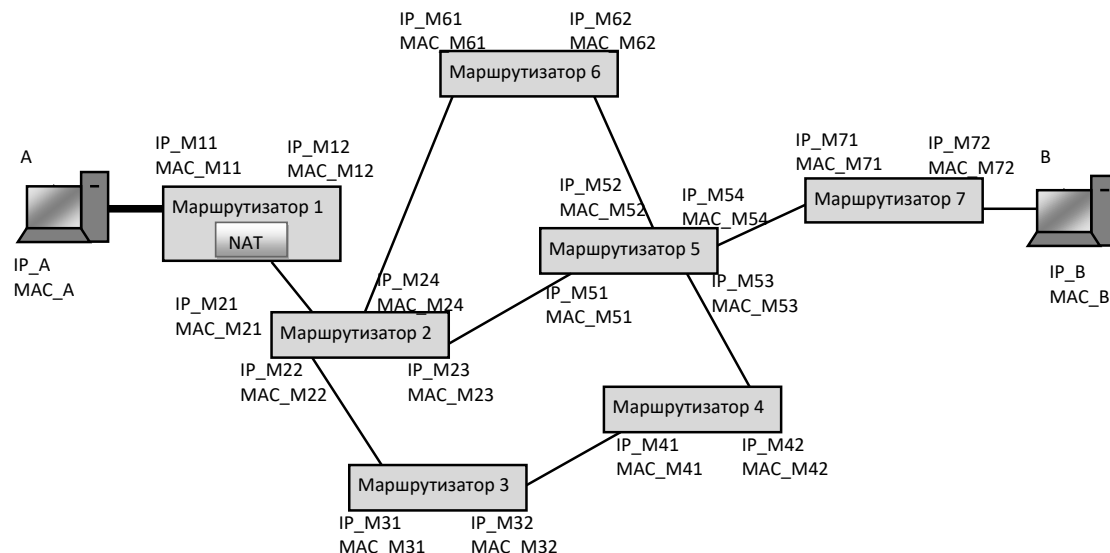 IP_M61
MAC_M61
IP_M62
MAC_M62
Маршрутизатор 6
A
IP_M11
MAC_M11
IP_M12
MAC_M12
Маршрутизатор 1
NAT
IP_A
MAC_A
IP_M52
MAC_M52
IP_M54
MAC_M54
IP_M71
MAC_M71
IP_M72
MAC_M72
B
Маршрутизатор 7
Маршрутизатор 5
IP_B
MAC_B
IP_M21
MAC_M21
IP_M24
MAC_M24
IP_M51
MAC_M51
IP_M53
MAC_M53
Маршрутизатор 2
IP_M22
MAC_M22
IP_M23
MAC_M23
Маршрутизатор 4
IP_M41
MAC_M41
IP_M42
MAC_M42
Маршрутизатор 3
IP_M31
MAC_M31
IP_M32
MAC_M32